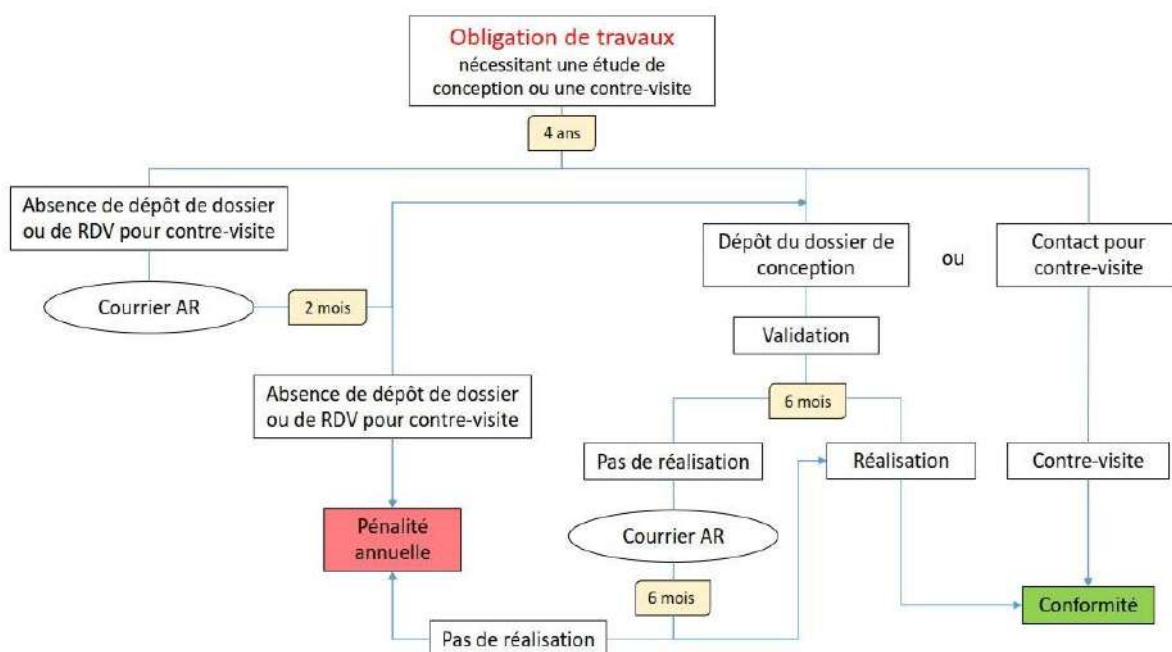 Obligation de travaux
nécessitant une étude de
conception ou une contre-visite
4 ans
Absence de dépôt de dossier
ou de RDV pour contre-visite
Dépôt du dossier de
conception
ou
Contact pour
contre-visite
Courrier AR
2 mois
Validation
Absence de dépôt de dossier
ou de RDV pour contre-visite
6 mois
Pas de réalisation
Réalisation
Contre-visite
Pénalité
annuelle
Courrier AR
6 mois
Conformité
Pas de réalisation